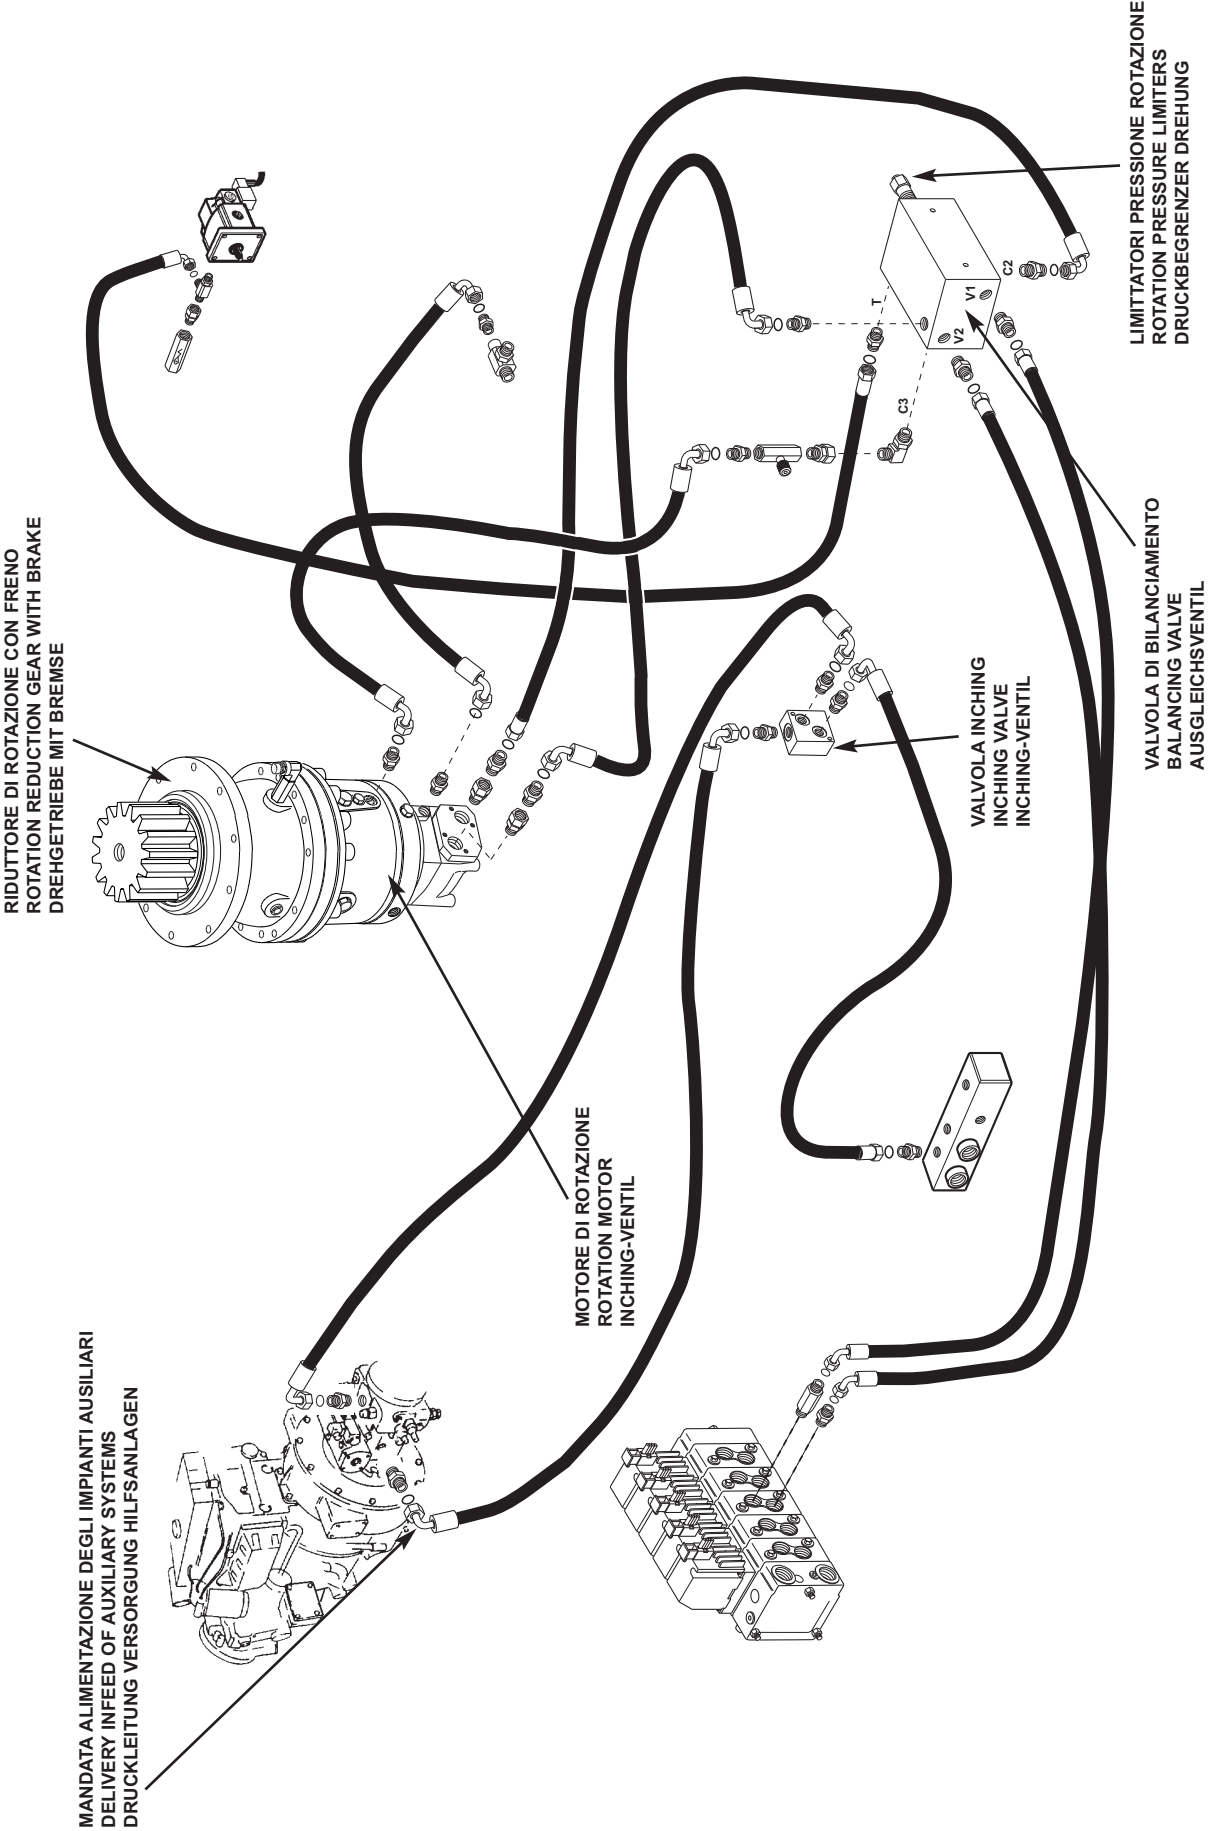 MANDATA ALIMENTAZIONE DEGLI IMPIANTI AUSILIARI
DELIVERY INFEED OF AUXILIARY SYSTEMS
DRUCKLEITUNG VERSORGUNG HILFSANLAGEN
RIDUTTORE DI ROTAZIONE CON FRENO
ROTATION REDUCTION GEAR WITH BRAKE
DREHGETRIEBE MIT BREMSE
MOTORE DI ROTAZIONE
ROTATION MOTOR
INCHING-VENTIL
VALVOLA INCHING
INCHING VALVE
INCHING-VENTIL
C3
T
V2
V1
C2
VALVOLA DI BILANCIAMENTO
BALANCING VALVE
AUSGLEICHSVENTIL
LIMITTATORI PRESSIONE ROTAZIONE
ROTATION PRESSURE LIMITERS
DRUCKBEGRENZER DREHUNG